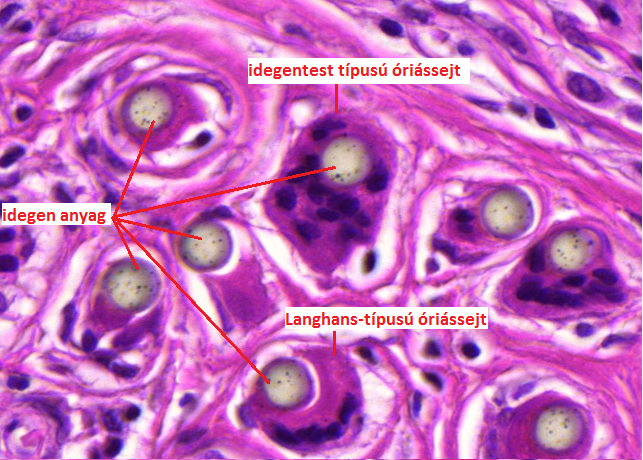 idegentest típusú óriássejt
idegen anyag
Langhans-típusú óriássejt